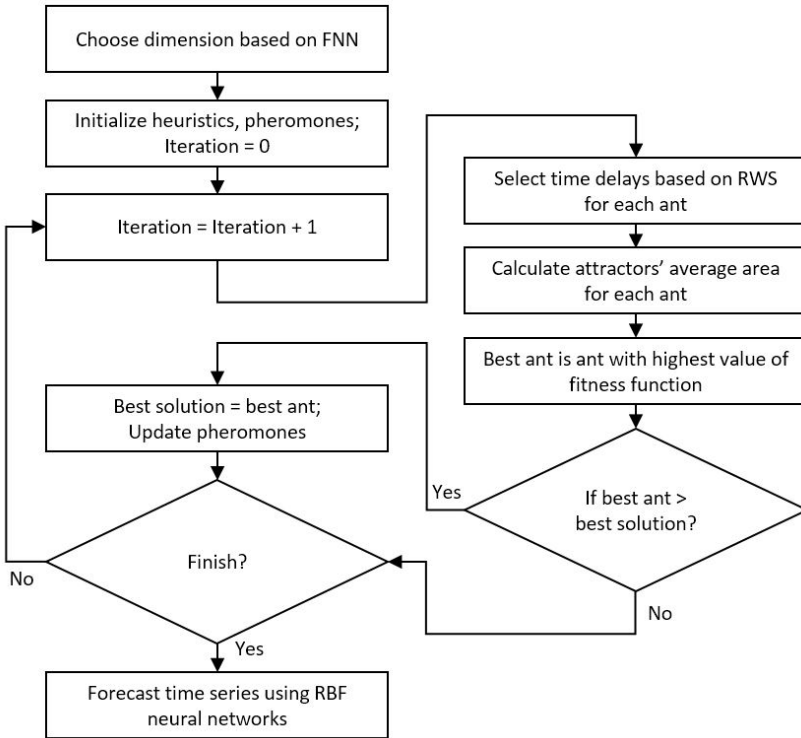 Choose dimension based on FNN
Initialize heuristics, pheromones;
Iteration = 0
Iteration = Iteration + 1
Select time delays based on RWS
for each ant
Calculate attractors’ average area
for each ant
Best ant is ant with highest value of
fitness function
If best ant >
best solution?
Yes
No
Best solution = best ant;
Update pheromones
Finish?
No
Yes
Forecast time series using RBF
neural networks